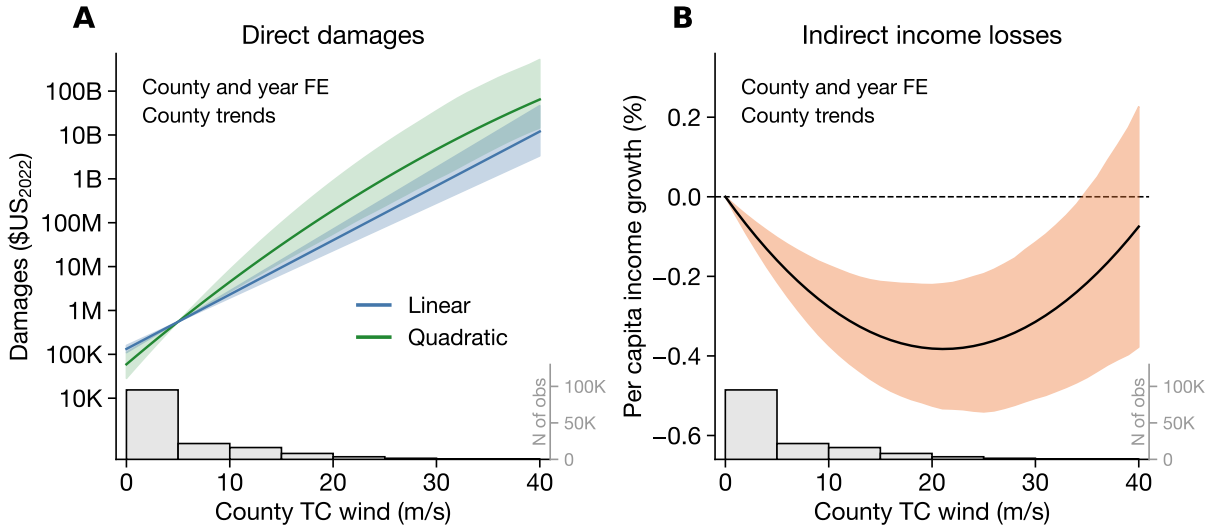 A
Direct damages
County and year FE
County trends
Damages ($US2022)
100B
10B
1B
100M
10M
1M
100K
10K
Linear
Quadratic
N of obs
100K
50K
0
0
10
20
30
40
County TC wind (m/s)
B
Indirect income losses
County and year FE
County trends
Per capita income growth (%)
0.2
0.0
−0.2
−0.4
−0.6
N of obs
100K
50K
0
0
10
20
30
40
County TC wind (m/s)